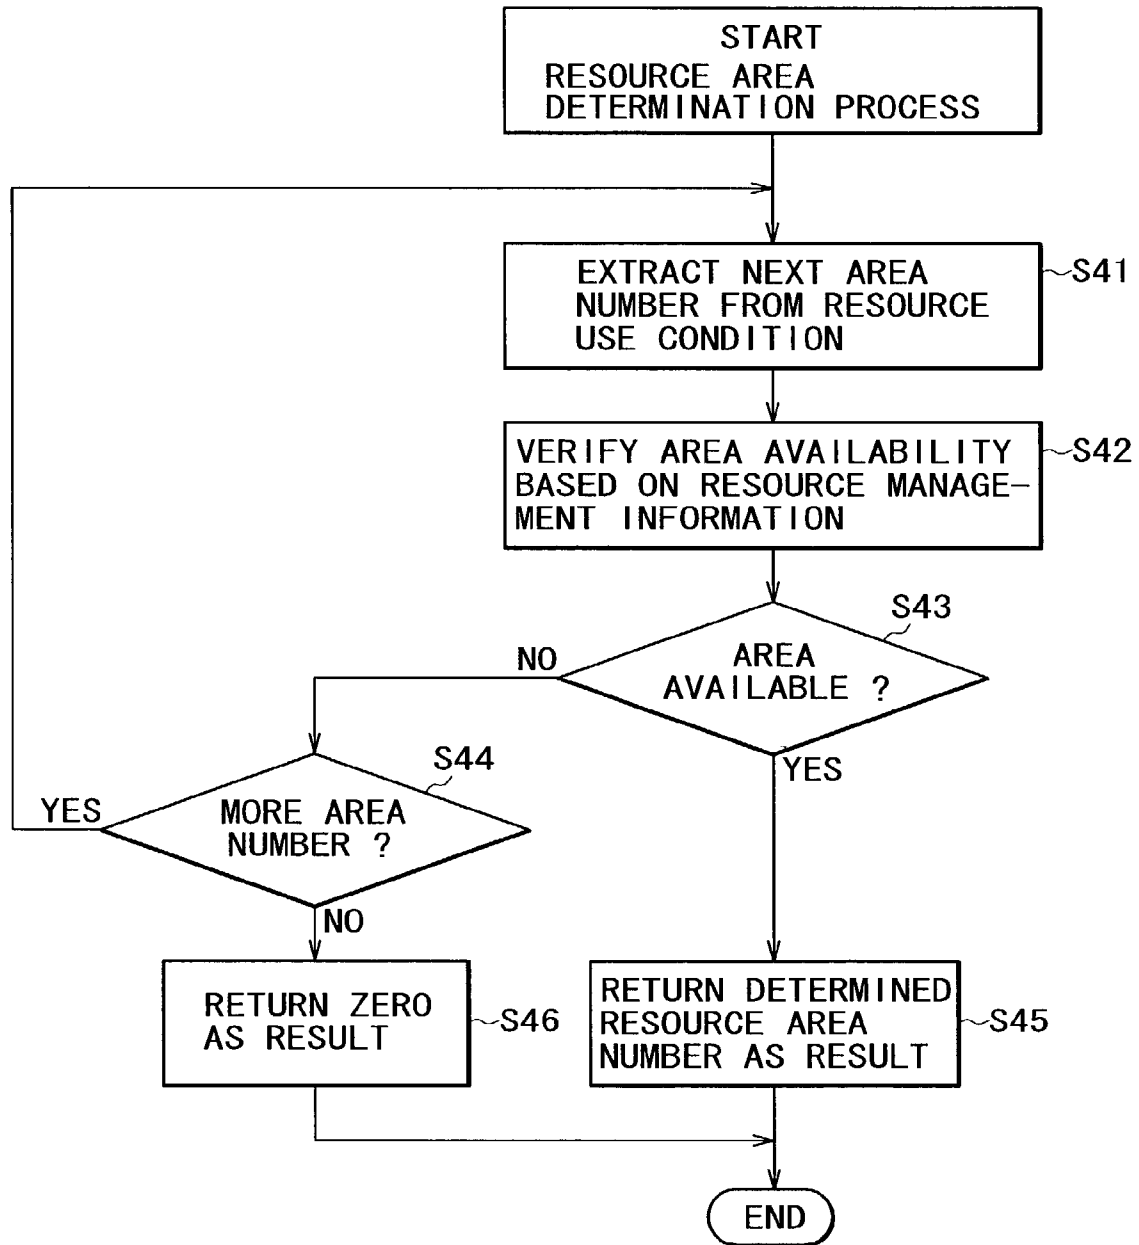 START
RESOURCE AREA
DETERMINATION PROCESS
EXTRACT NEXT AREA
NUMBER FROM RESOURCE
USE CONDITION
S41
VERIFY AREA AVAILABILITY
BASED ON RESOURCE MANAGE-
MENT INFORMATION
S42
S43
AREA
AVAILABLE ?
NO
YES
S44
MORE AREA
NUMBER ?
YES
NO
RETURN ZERO
AS RESULT
S46
RETURN DETERMINED
RESOURCE AREA
NUMBER AS RESULT
S45
END